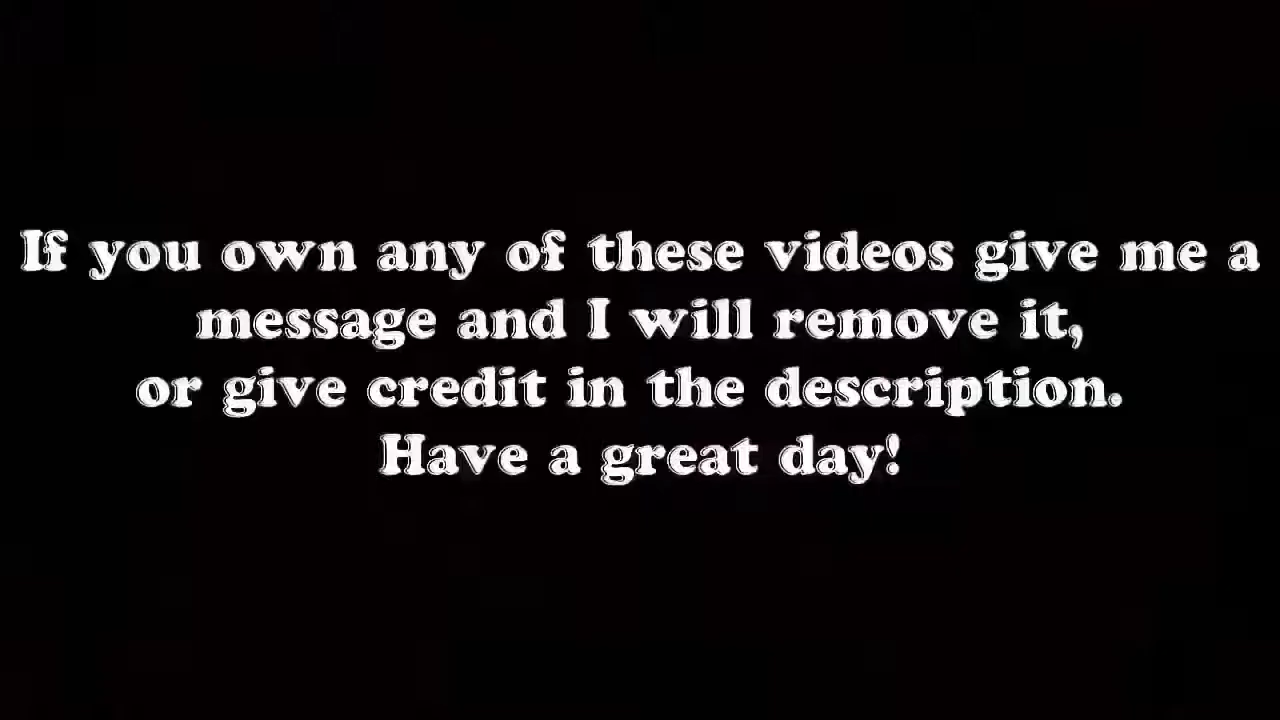 If you own any of these videos give me a
message and I will remove it,
or give credit in the description.
Have a great day!